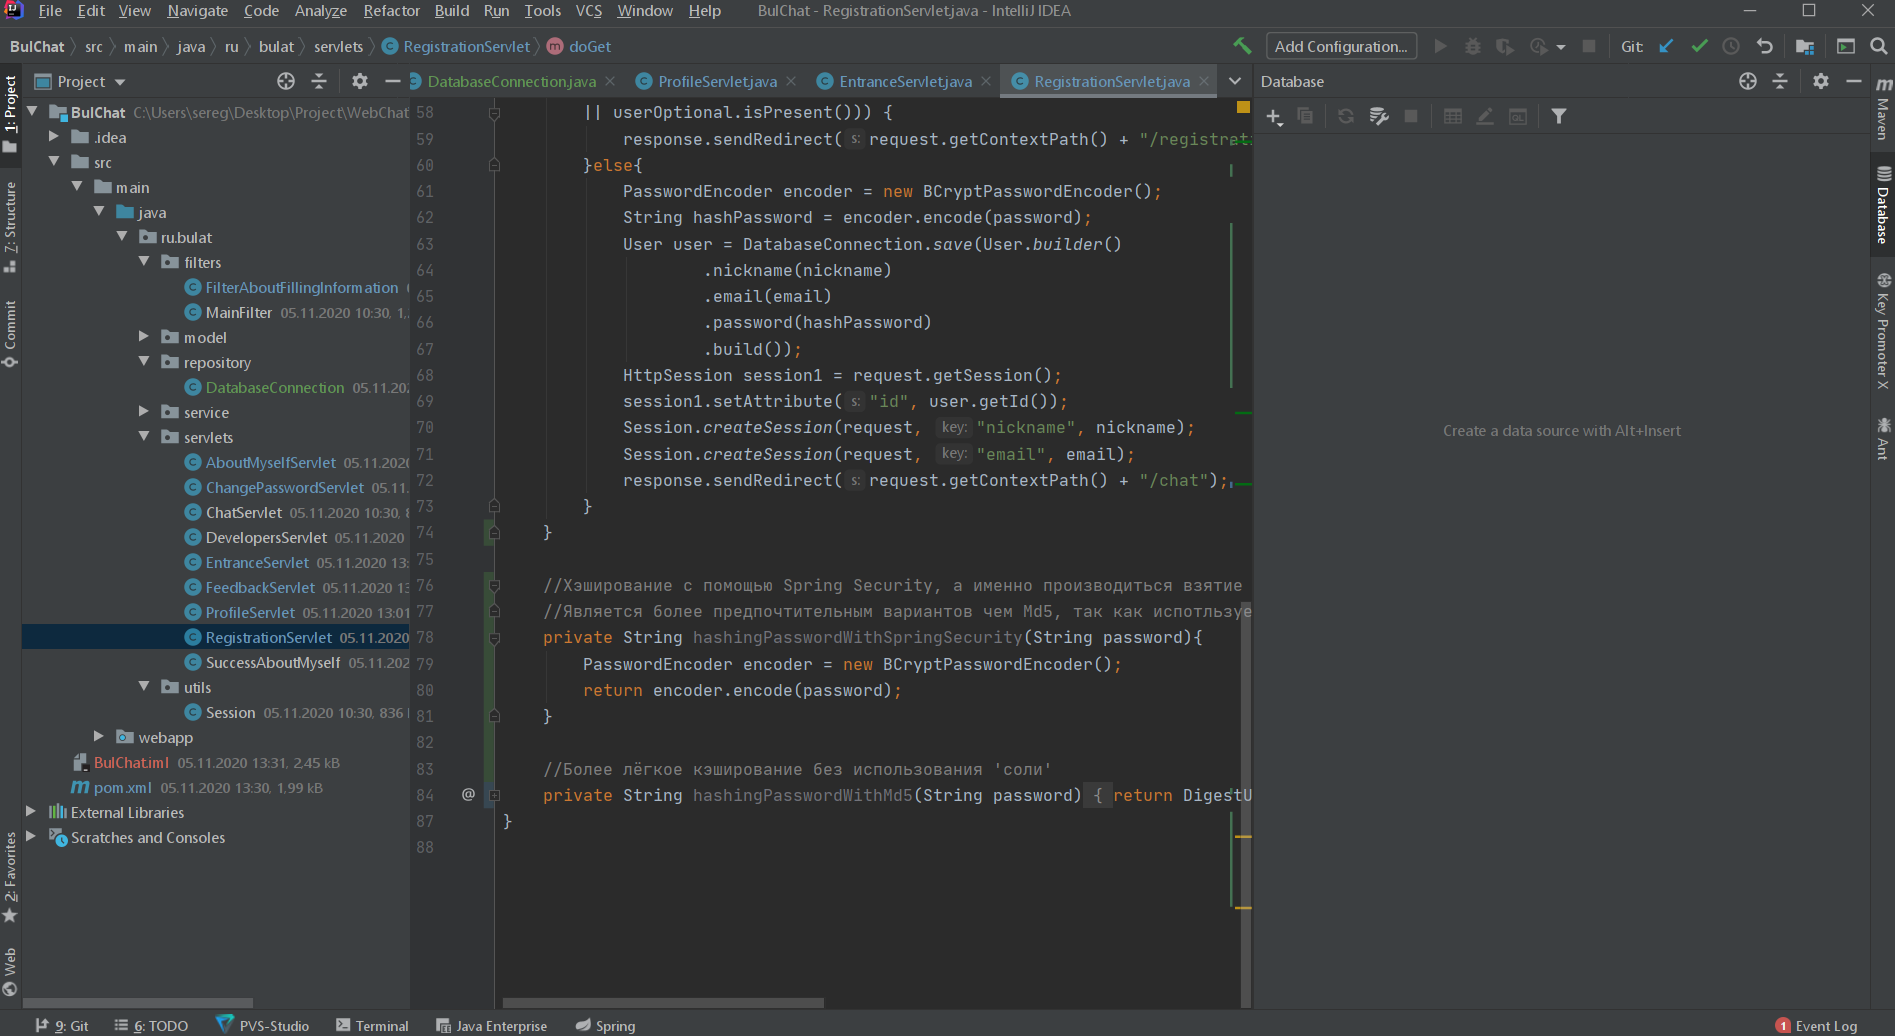 File Edit View Navigate Code Analyze Refactor Build Run Tools VCS Window Help BulChat - RegistrationServlet.java - IntelliJ IDEA
BulChat src main java ru bulat servlets RegistrationServlet doGet Add Configuration... Git:
Project DatabaseConnection.java ProfileServlet.java EntranceServlet.java RegistrationServlet.java Database
1: Project
7: Structure
Commit
2: Favorites
Web
BulChat C:\Users\sereg\Desktop\Project\WebChat
.idea
src
main
java
ru.bulat
filters
FilterAboutFillingInformation
MainFilter 05.11.2020 10:30, 1,
model
repository
DatabaseConnection 05.11.202
service
servlets
AboutMyselfServlet 05.11.2020
ChangePasswordServlet 05.11.
ChatServlet 05.11.2020 10:30, 8
DevelopersServlet 05.11.2020
EntranceServlet 05.11.2020 13:
FeedbackServlet 05.11.2020 13
ProfileServlet 05.11.2020 13:01
RegistrationServlet 05.11.2020
SuccessAboutMyself 05.11.202
utils
Session 05.11.2020 10:30, 836
webapp
BulChat.iml 05.11.2020 13:31, 2,45 kB
pom.xml 05.11.2020 13:30, 1,99 kB
External Libraries
Scratches and Consoles
58 || userOptional.isPresent())) {
59 response.sendRedirect( s: request.getContextPath() + "/registrat
60 }else{
61 PasswordEncoder encoder = new BCryptPasswordEncoder();
62 String hashPassword = encoder.encode(password);
63 User user = DatabaseConnection.save(User.builder()
64 .nickname(nickname)
65 .email(email)
66 .password(hashPassword)
67 .build());
68 HttpSession session1 = request.getSession();
69 session1.setAttribute( s: "id", user.getId());
70 Session.createSession(request, key: "nickname", nickname);
71 Session.createSession(request, key: "email", email);
72 response.sendRedirect( s: request.getContextPath() + "/chat");
73 }
74 }
75
76 //Хэширование с помощью Spring Security, а именно производиться взятие
77 //Является более предпочтительным вариантов чем Md5, так как испотльзуе
78 private String hashingPasswordWithSpringSecurity(String password){
79 PasswordEncoder encoder = new BCryptPasswordEncoder();
80 return encoder.encode(password);
81 }
82
83 //Более лёгкое кэширование без использования 'соли'
84 @ private String hashingPasswordWithMd5(String password) { return DigestU
87 }
88
Create a data source with Alt+Insert
m Maven
Database
Key Promoter X
Ant
9: Git 6: TODO PVS-Studio Terminal Java Enterprise Spring 1 Event Log